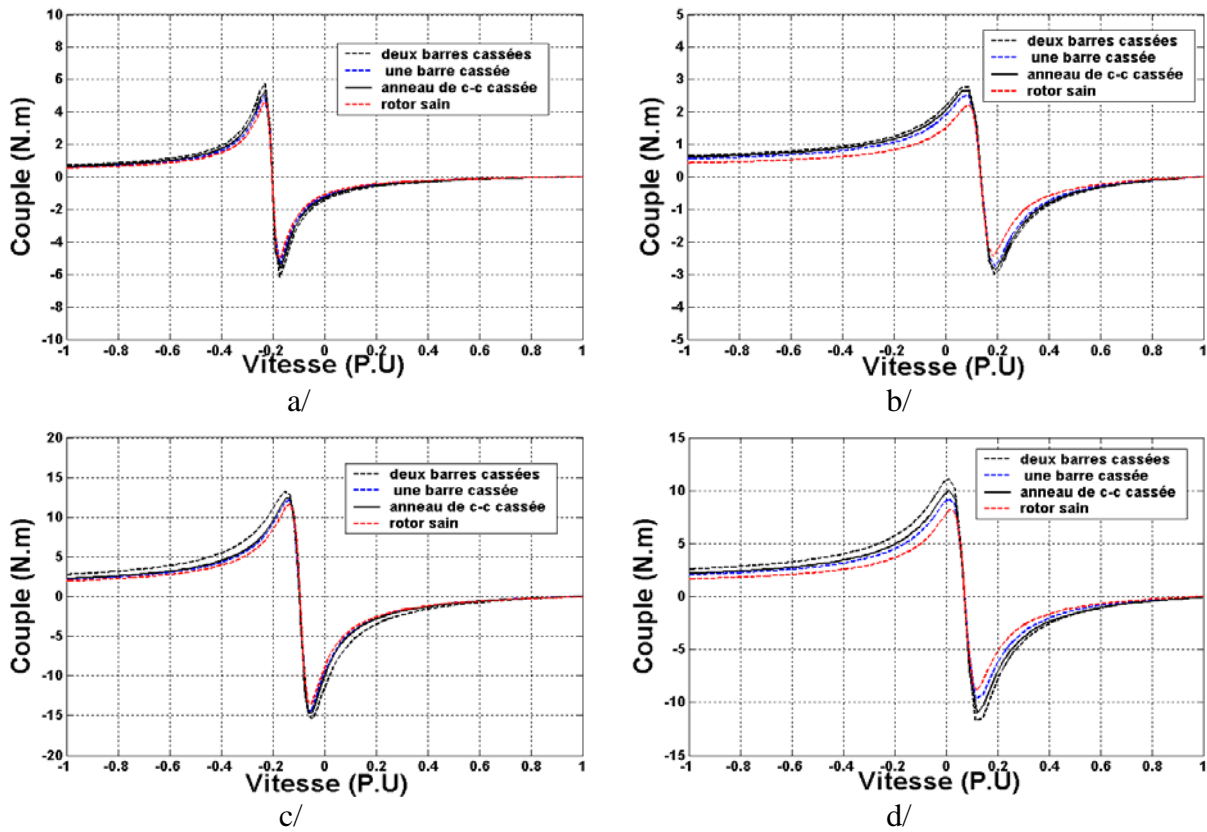 10
8
6
4
2
0
-2
-4
-6
-8
-10
Couple (N.m)
deux barres cassées
une barre cassée
anneau de c-c cassée
rotor sain
-1 -0.8 -0.6 -0.4 -0.2 0 0.2 0.4 0.6 0.8 1
Vitesse (P.U)
a/
5
4
3
2
1
0
-1
-2
-3
-4
-5
Couple (N.m)
deux barres cassées
une barre cassée
anneau de c-c cassée
rotor sain
-1 -0.8 -0.6 -0.4 -0.2 0 0.2 0.4 0.6 0.8 1
Vitesse (P.U)
b/
20
15
10
5
0
-5
-10
-15
-20
Couple (N.m)
deux barres cassées
une barre cassée
anneau de c-c cassée
rotor sain
-1 -0.8 -0.6 -0.4 -0.2 0 0.2 0.4 0.6 0.8 1
Vitesse (P.U)
c/
15
10
5
0
-5
-10
-15
Couple (N.m)
deux barres cassées
une barre cassée
anneau de c-c cassée
rotor sain
-1 -0.8 -0.6 -0.4 -0.2 0 0.2 0.4 0.6 0.8 1
Vitesse (P.U)
d/